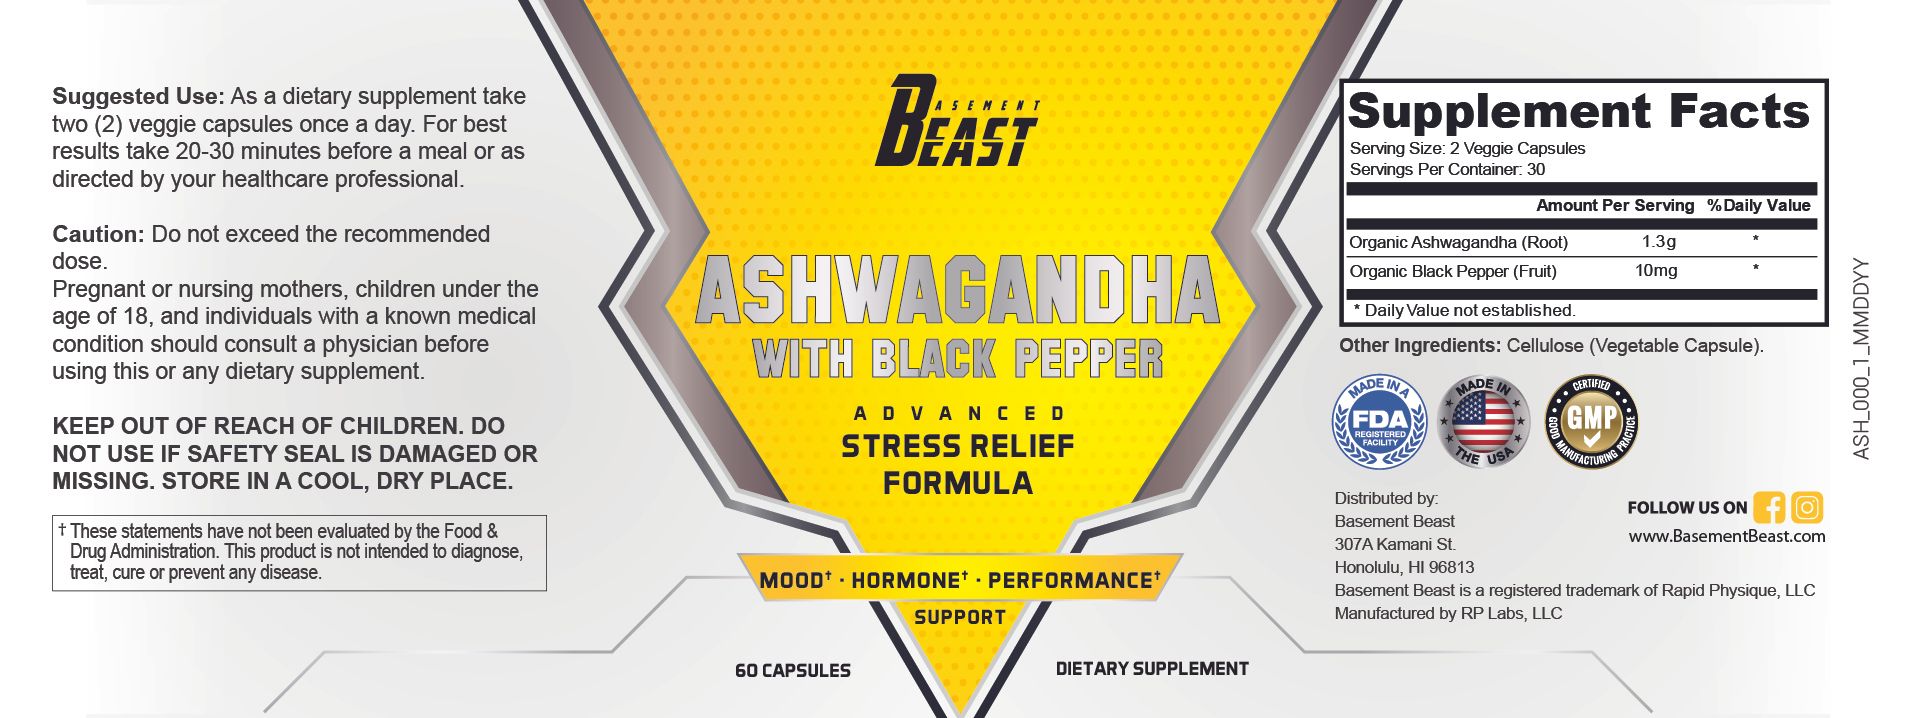 Suggested Use: As a dietary supplement take
two (2) veggie capsules once a day. For best
results take 20-30 minutes before a meal or as
directed by your healthcare professional.
Caution: Do not exceed the recommended
dose.
Pregnant or nursing mothers, children under the
age of 18, and individuals with a known medical
condition should consult a physician before
using this or any dietary supplement.
KEEP OUT OF REACH OF CHILDREN. DO
NOT USE IF SAFETY SEAL IS DAMAGED OR
MISSING. STORE IN A COOL, DRY PLACE.
† These statements have not been evaluated by the Food &
Drug Administration. This product is not intended to diagnose,
treat, cure or prevent any disease.
BASEMENT
BEAST
ASHWAGANDHA
WITH BLACK PEPPER
ADVANCED
STRESS RELIEF
FORMULA
MOOD† · HORMONE† · PERFORMANCE†
SUPPORT
60 CAPSULES
DIETARY SUPPLEMENT
Supplement Facts
Serving Size: 2 Veggie Capsules
Servings Per Container: 30
Amount Per Serving %Daily Value
Organic Ashwagandha (Root) 1.3g *
Organic Black Pepper (Fruit) 10mg *
* Daily Value not established.
Other Ingredients: Cellulose (Vegetable Capsule).
MADE IN A
FDA
REGISTERED
FACILITY
MADE IN
THE USA
CERTIFIED
GMP
GOOD MANUFACTURING PRACTICE
Distributed by:
Basement Beast
307A Kamani St.
Honolulu, HI 96813
Basement Beast is a registered trademark of Rapid Physique, LLC
Manufactured by RP Labs, LLC
FOLLOW US ON
www.BasementBeast.com
ASH_000_1_MMDDYY